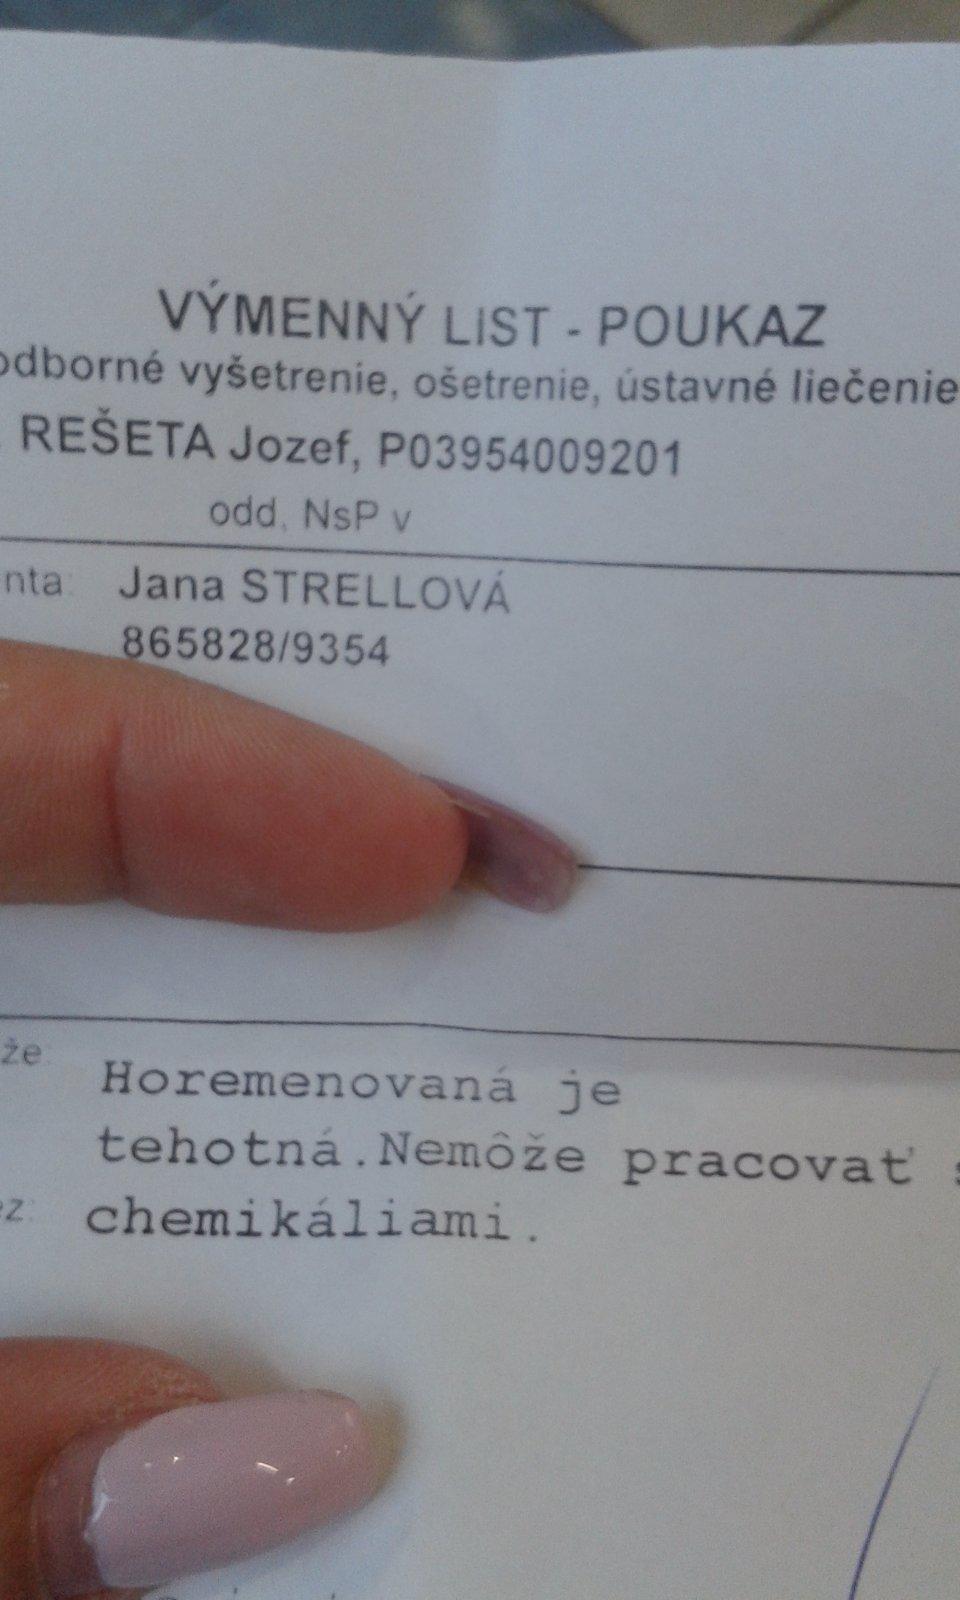 VÝMENNÝ LIST - POUKAZ
odborné vyšetrenie, ošetrenie, ústavné liečenie
REŠETA Jozef, P03954009201
odd. NsP v
nta: Jana STRELLOVÁ
865828/9354
že: Horemenovaná je
tehotná.Nemôže pracovať s
ez: chemikáliami.